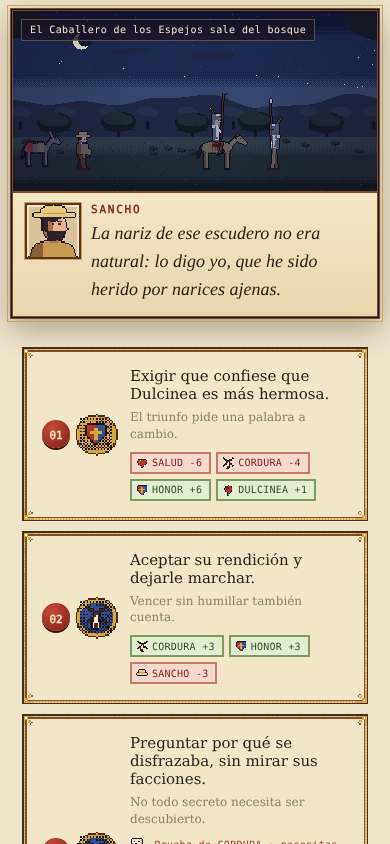 El Caballero de los Espejos sale del bosque
SANCHO
La nariz de ese escudero no era
natural: lo digo yo, que he sido
herido por narices ajenas.
01
Exigir que confiese que
Dulcinea es más hermosa.
El triunfo pide una palabra a
cambio.
SALUD -6 CORDURA -4
HONOR +6 DULCINEA +1
02
Aceptar su rendición y
dejarle marchar.
Vencer sin humillar también
cuenta.
CORDURA +3 HONOR +3
SANCHO -3
Preguntar por qué se
disfrazaba, sin mirar sus
facciones.
No todo secreto necesita ser
descubierto.
Prueba de CORDURA · necesitas